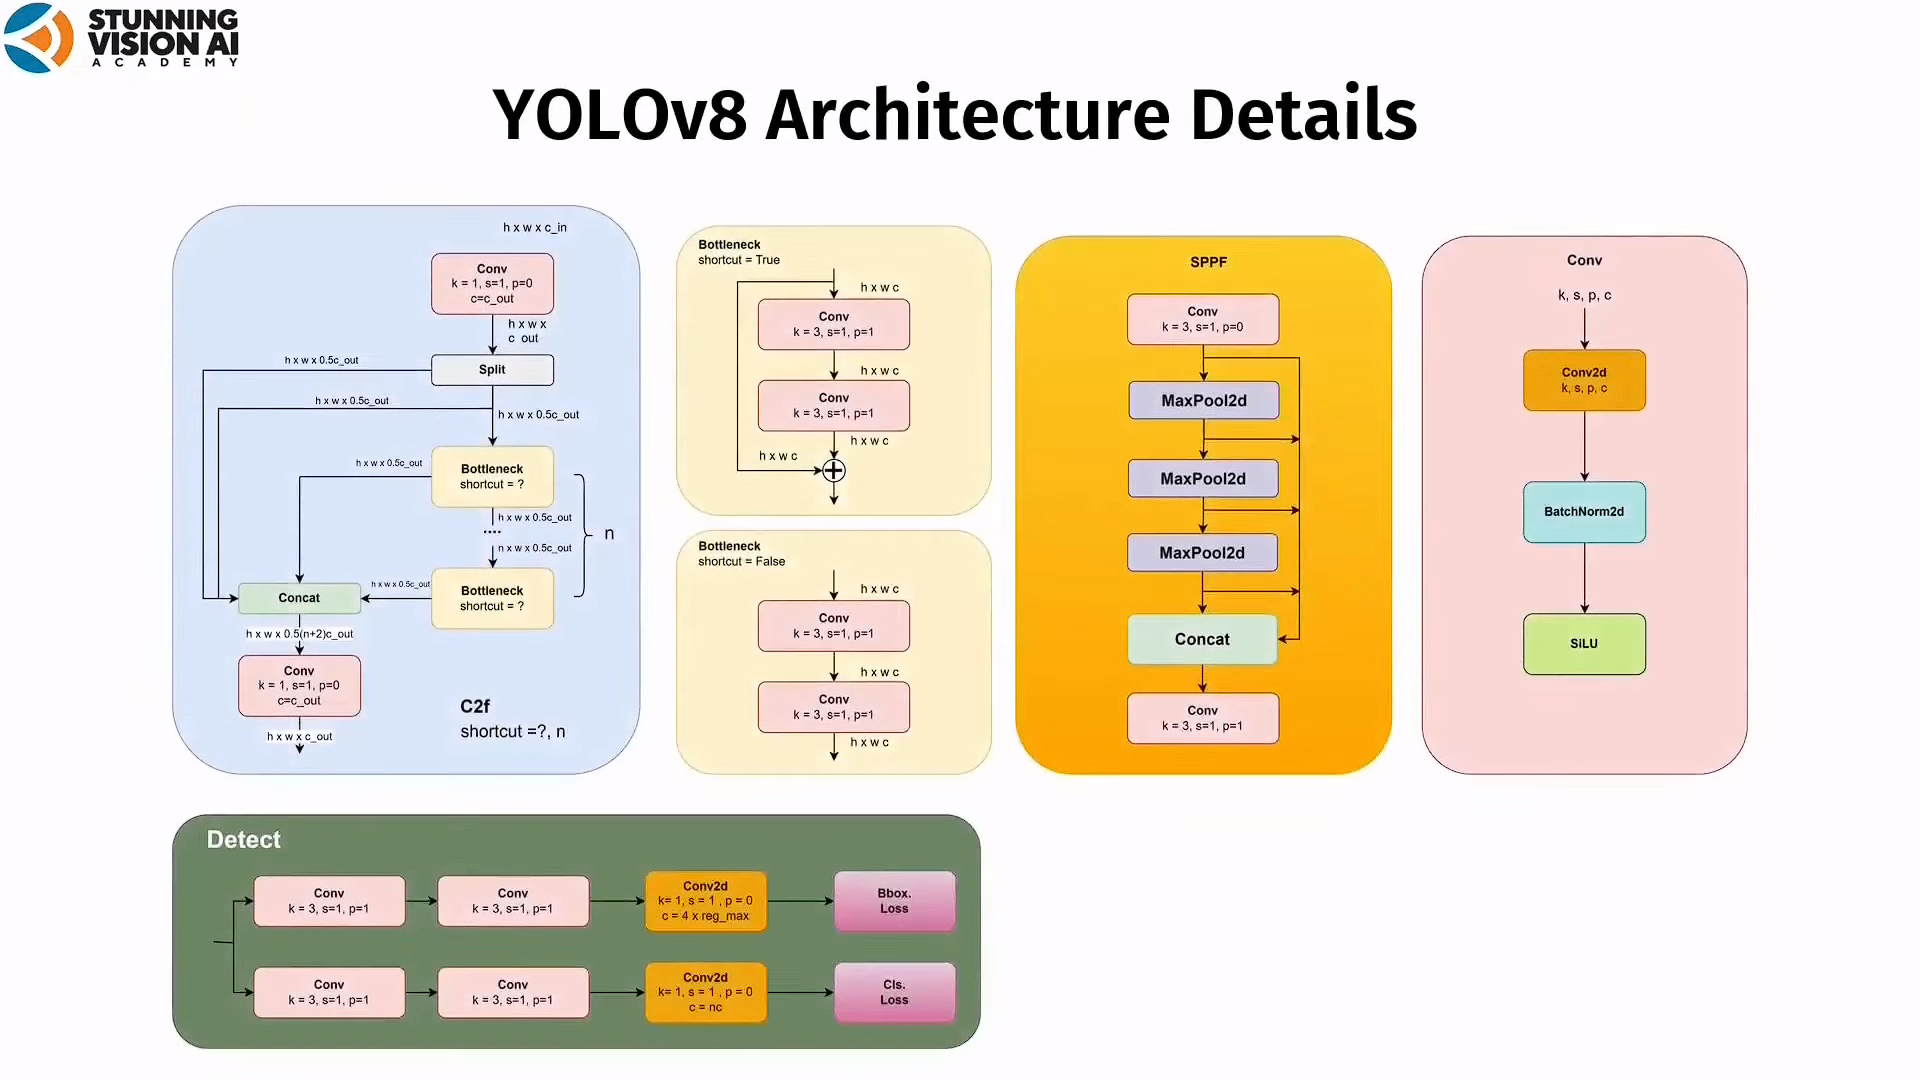 STUNNING
VISION AI
ACADEMY
YOLOv8 Architecture Details
h x w x c_in
Conv
k = 1, s=1, p=0
c=c_out
h x w x
c out
h x w x 0.5c_out
Split
h x w x 0.5c_out
h x w x 0.5c_out
h x w x 0.5c_out
Bottleneck
shortcut = ?
h x w x 0.5c_out
....
n
n x w x 0.5c_out
h x w x 0.5c_out
Bottleneck
shortcut = ?
Concat
h x w x 0.5(n+2)c_out
Conv
k = 1, s=1, p=0
c=c_out
h x w x c_out
C2f
shortcut =?, n
Bottleneck
shortcut = True
h x w c
Conv
k = 3, s=1, p=1
h x w c
Conv
k = 3, s=1, p=1
h x w c
h x w c
Bottleneck
shortcut = False
h x w c
Conv
k = 3, s=1, p=1
h x w c
Conv
k = 3, s=1, p=1
h x w c
SPPF
Conv
k = 3, s=1, p=0
MaxPool2d
MaxPool2d
MaxPool2d
Concat
Conv
k = 3, s=1, p=1
Conv
k, s, p, c
Conv2d
k, s, p, c
BatchNorm2d
SiLU
Detect
Conv
k = 3, s=1, p=1
Conv
k = 3, s=1, p=1
Conv2d
k= 1, s = 1 , p = 0
c = 4 x reg_max
Bbox.
Loss
Conv
k = 3, s=1, p=1
Conv
k = 3, s=1, p=1
Conv2d
k= 1, s = 1 , p = 0
c = nc
Cls.
Loss